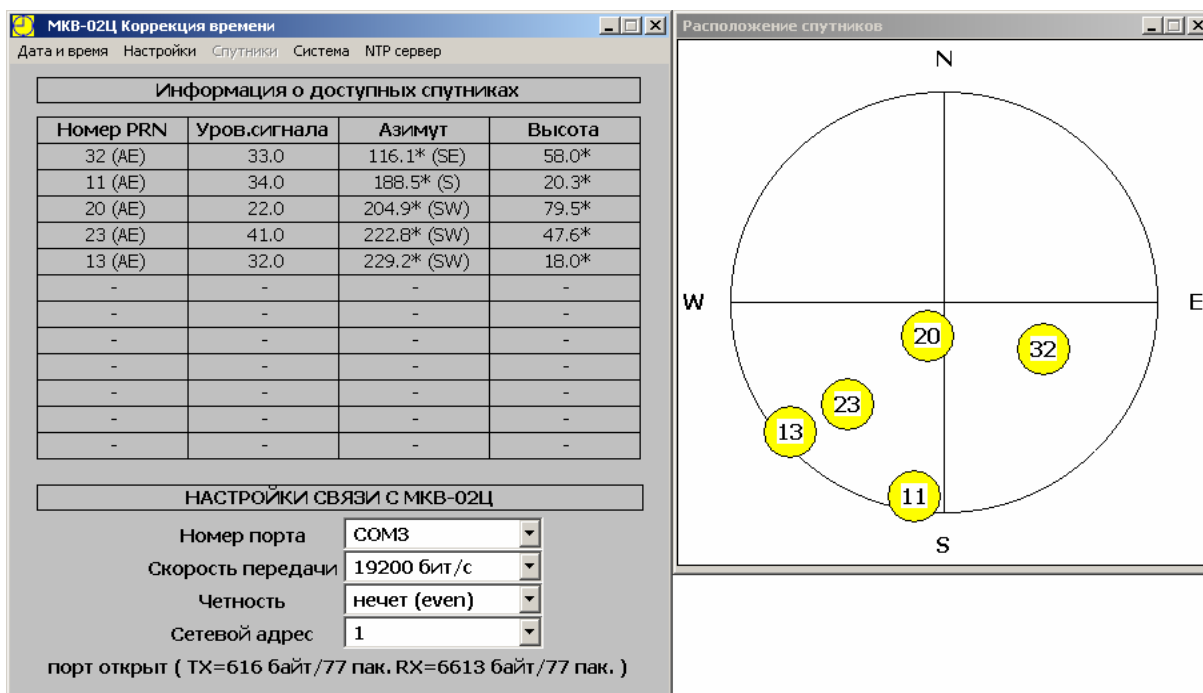 МКВ-02Ц Коррекция времени
Дата и время Настройки Спутники Система NTP сервер
Информация о доступных спутниках
Номер PRN Уров.сигнала Азимут Высота
32 (AE) 33.0 116.1* (SE) 58.0*
11 (AE) 34.0 188.5* (S) 20.3*
20 (AE) 22.0 204.9* (SW) 79.5*
23 (AE) 41.0 222.8* (SW) 47.6*
13 (AE) 32.0 229.2* (SW) 18.0*
- - - -
- - - -
- - - -
- - - -
- - - -
- - - -
- - - -
НАСТРОЙКИ СВЯЗИ С МКВ-02Ц
Номер порта COM3
Скорость передачи 19200 бит/с
Четность нечет (even)
Сетевой адрес 1
порт открыт ( TX=616 байт/77 пак. RX=6613 байт/77 пак. )
Расположение спутников
N
W E
20
32
23
13
11
S